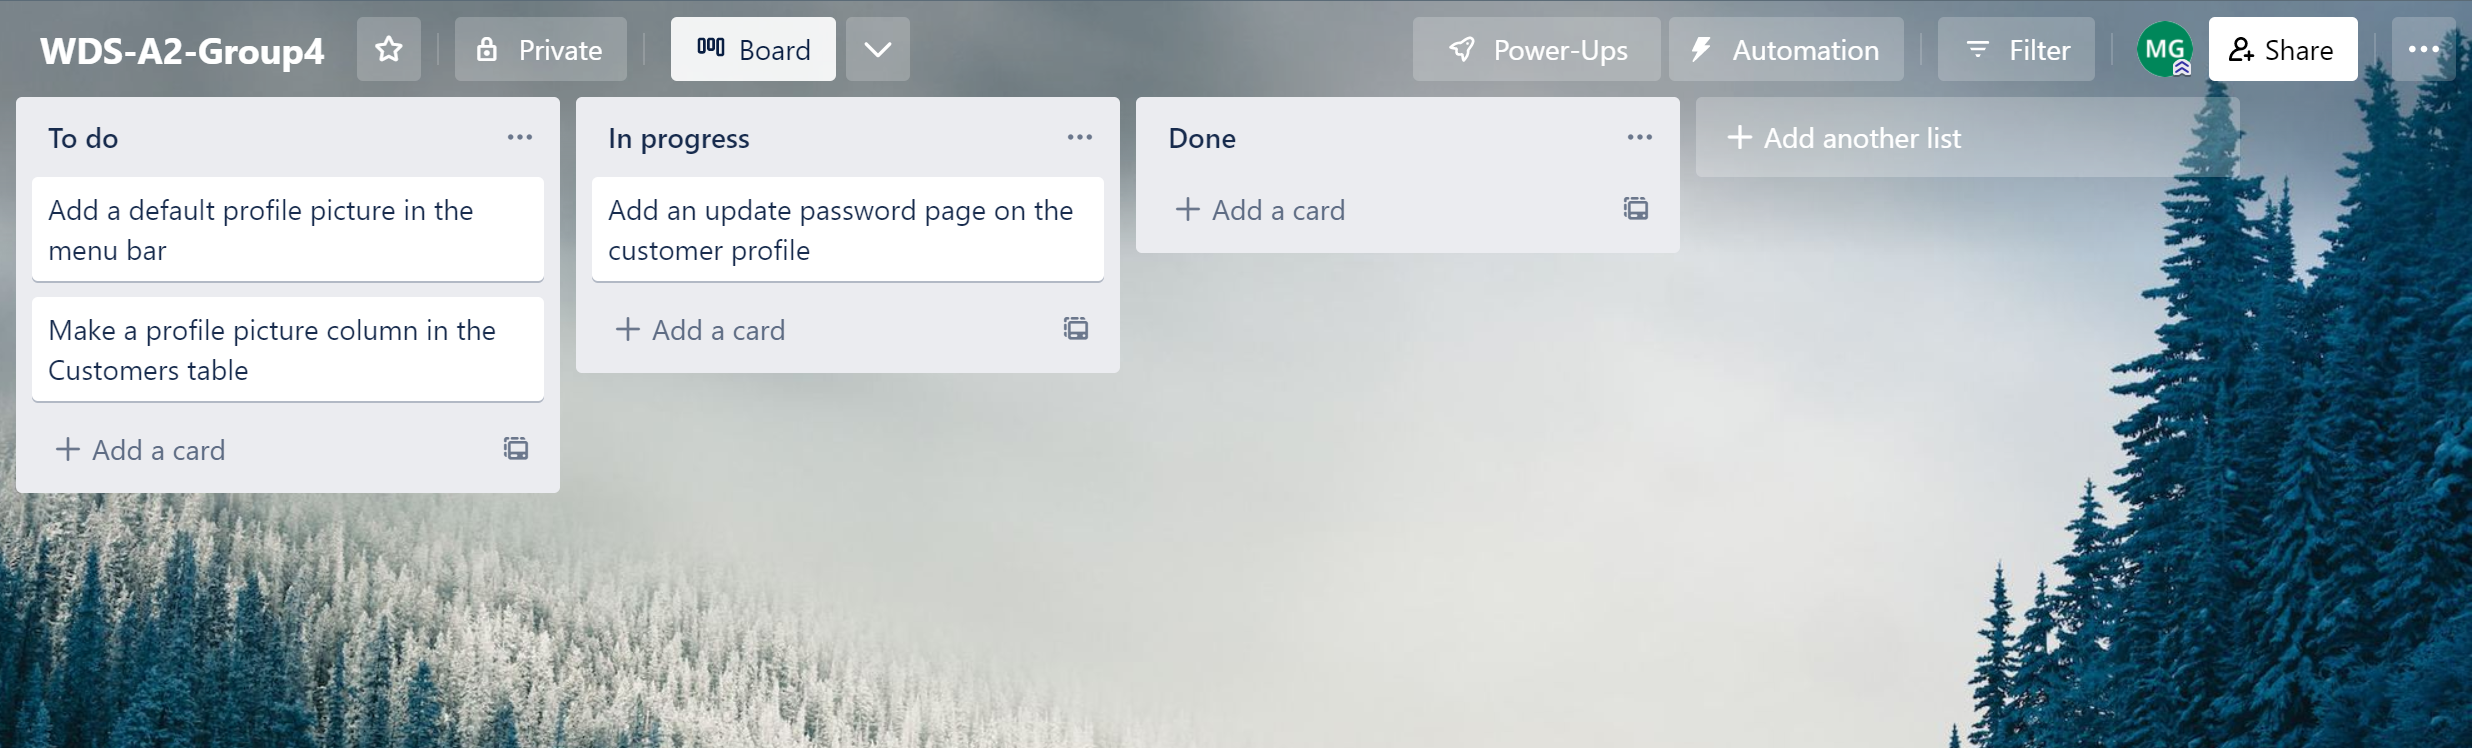 WDS-A2-Group4
Private
Board
Power-Ups
Automation
Filter
MG
Share
To do
Add a default profile picture in the
menu bar
Make a profile picture column in the
Customers table
Add a card
In progress
Add an update password page on the
customer profile
Add a card
Done
Add a card
Add another list